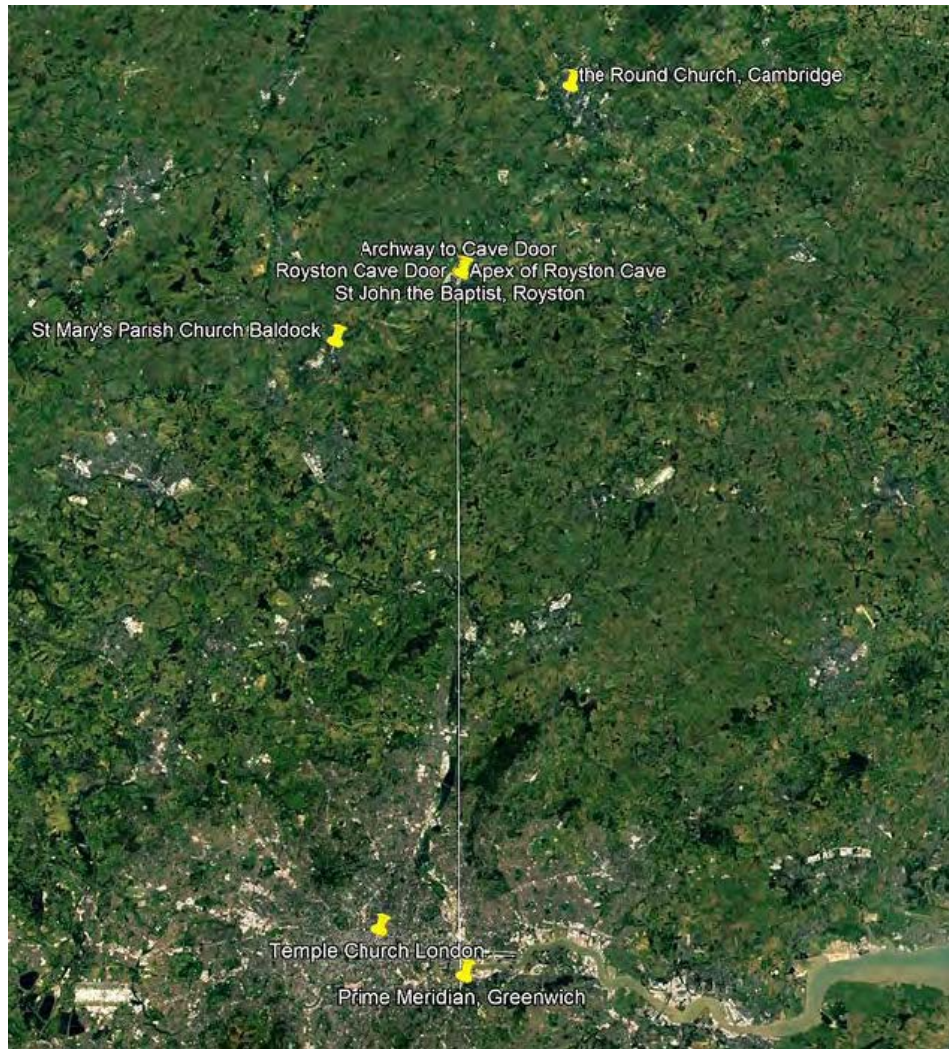 the Round Church, Cambridge
Archway to Cave Door
Royston Cave Door Apex of Royston Cave
St John the Baptist, Royston
St Mary's Parish Church Baldock
Temple Church London
Prime Meridian, Greenwich